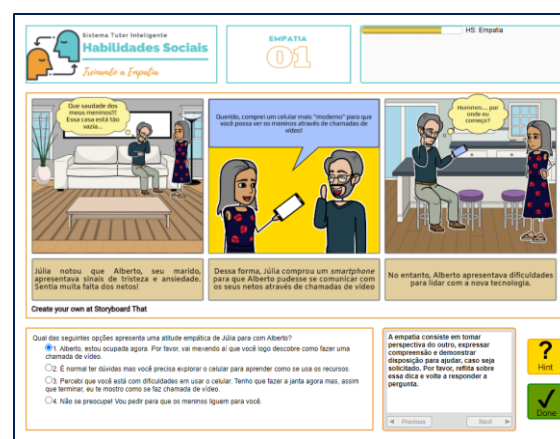 Sistema Tutor Inteligente
Habilidades Sociais
Treinando a Empatia
EMPATIA
01
HS: Empatia
Que saudade dos
meus meninos!!!
Essa casa está tão
vazia...
Querido, comprei um celular mais "moderno" para que
você possa ver os meninos através de chamadas de
vídeo!
Hummm.... por
onde eu
começo?
Júlia notou que Alberto, seu marido,
apresentava sinais de tristeza e ansiedade.
Sentia muita falta dos netos!
Dessa forma, Júlia comprou um smartphone
para que Alberto pudesse se comunicar com
os seus netos através de chamadas de vídeo
No entanto, Alberto apresentava dificuldades
para lidar com a nova tecnologia.
Create your own at Storyboard That
Qual das seguintes opções apresenta uma atitude empática de Júlia para com Alberto?
1. Alberto, estou ocupada agora. Por favor, vai mexendo aí que você logo descobre como fazer uma
chamada de vídeo.
2. É normal ter dúvidas mas você precisa explorar o celular para aprender como se usa os recursos.
3. Percebi que você está com dificuldades em usar o celular. Tenho que fazer a janta agora mas, assim
que terminar, eu te mostro como se faz chamada de vídeo.
4. Não se preocupe! Vou pedir para que os meninos liguem para você.
A empatia consiste em tomar
perspectiva do outro, expressar
compreensão e demonstrar
disposição para ajudar, caso seja
solicitado. Por favor, reflita sobre
essa dica e volte a responder a
pergunta.
Previous
Next
?
Hint
Done